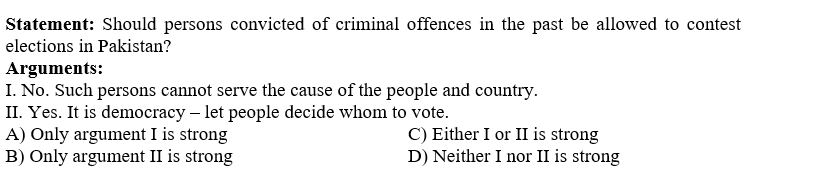 Statement: Should persons convicted of criminal offences in the past be allowed to contest
elections in Pakistan?
Arguments:
I. No. Such persons cannot serve the cause of the people and country.
II. Yes. It is democracy – let people decide whom to vote.
A) Only argument I is strong C) Either I or II is strong
B) Only argument II is strong D) Neither I nor II is strong